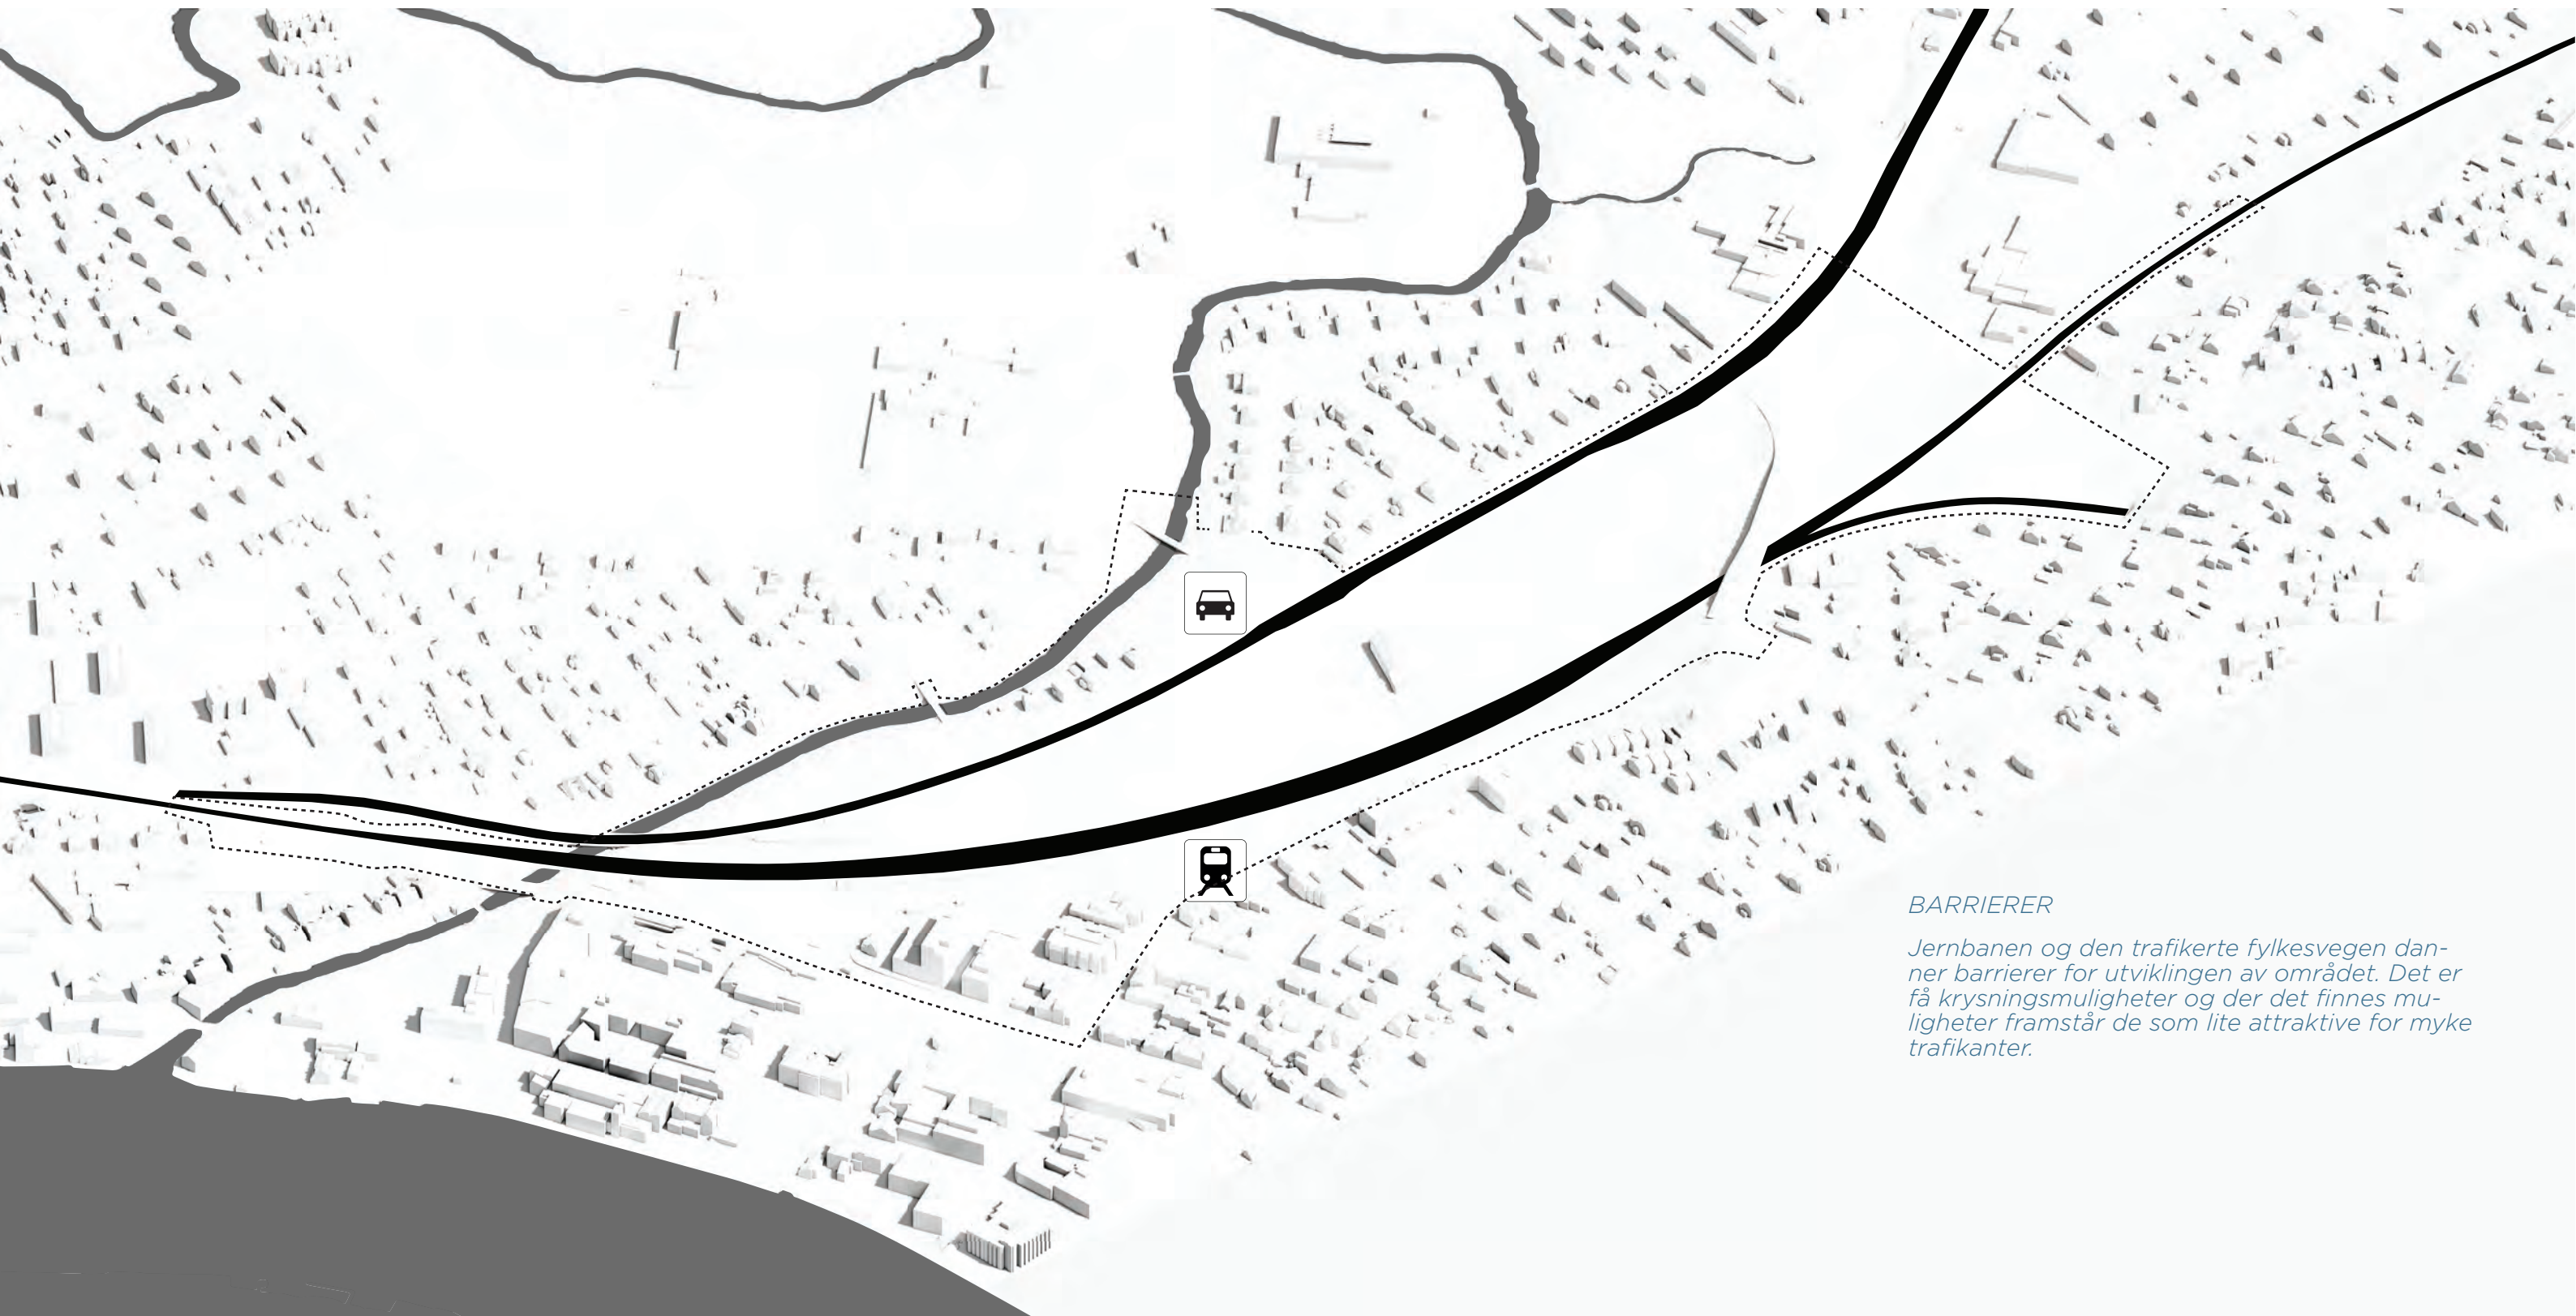 BARRIERER
Jernbanen og den trafikerte fylkesvegen dan-
ner barrierer for utviklingen av området. Det er
få krysningsmuligheter og der det finnes mu-
ligheter framstår de som lite attraktive for myke
trafikanter.